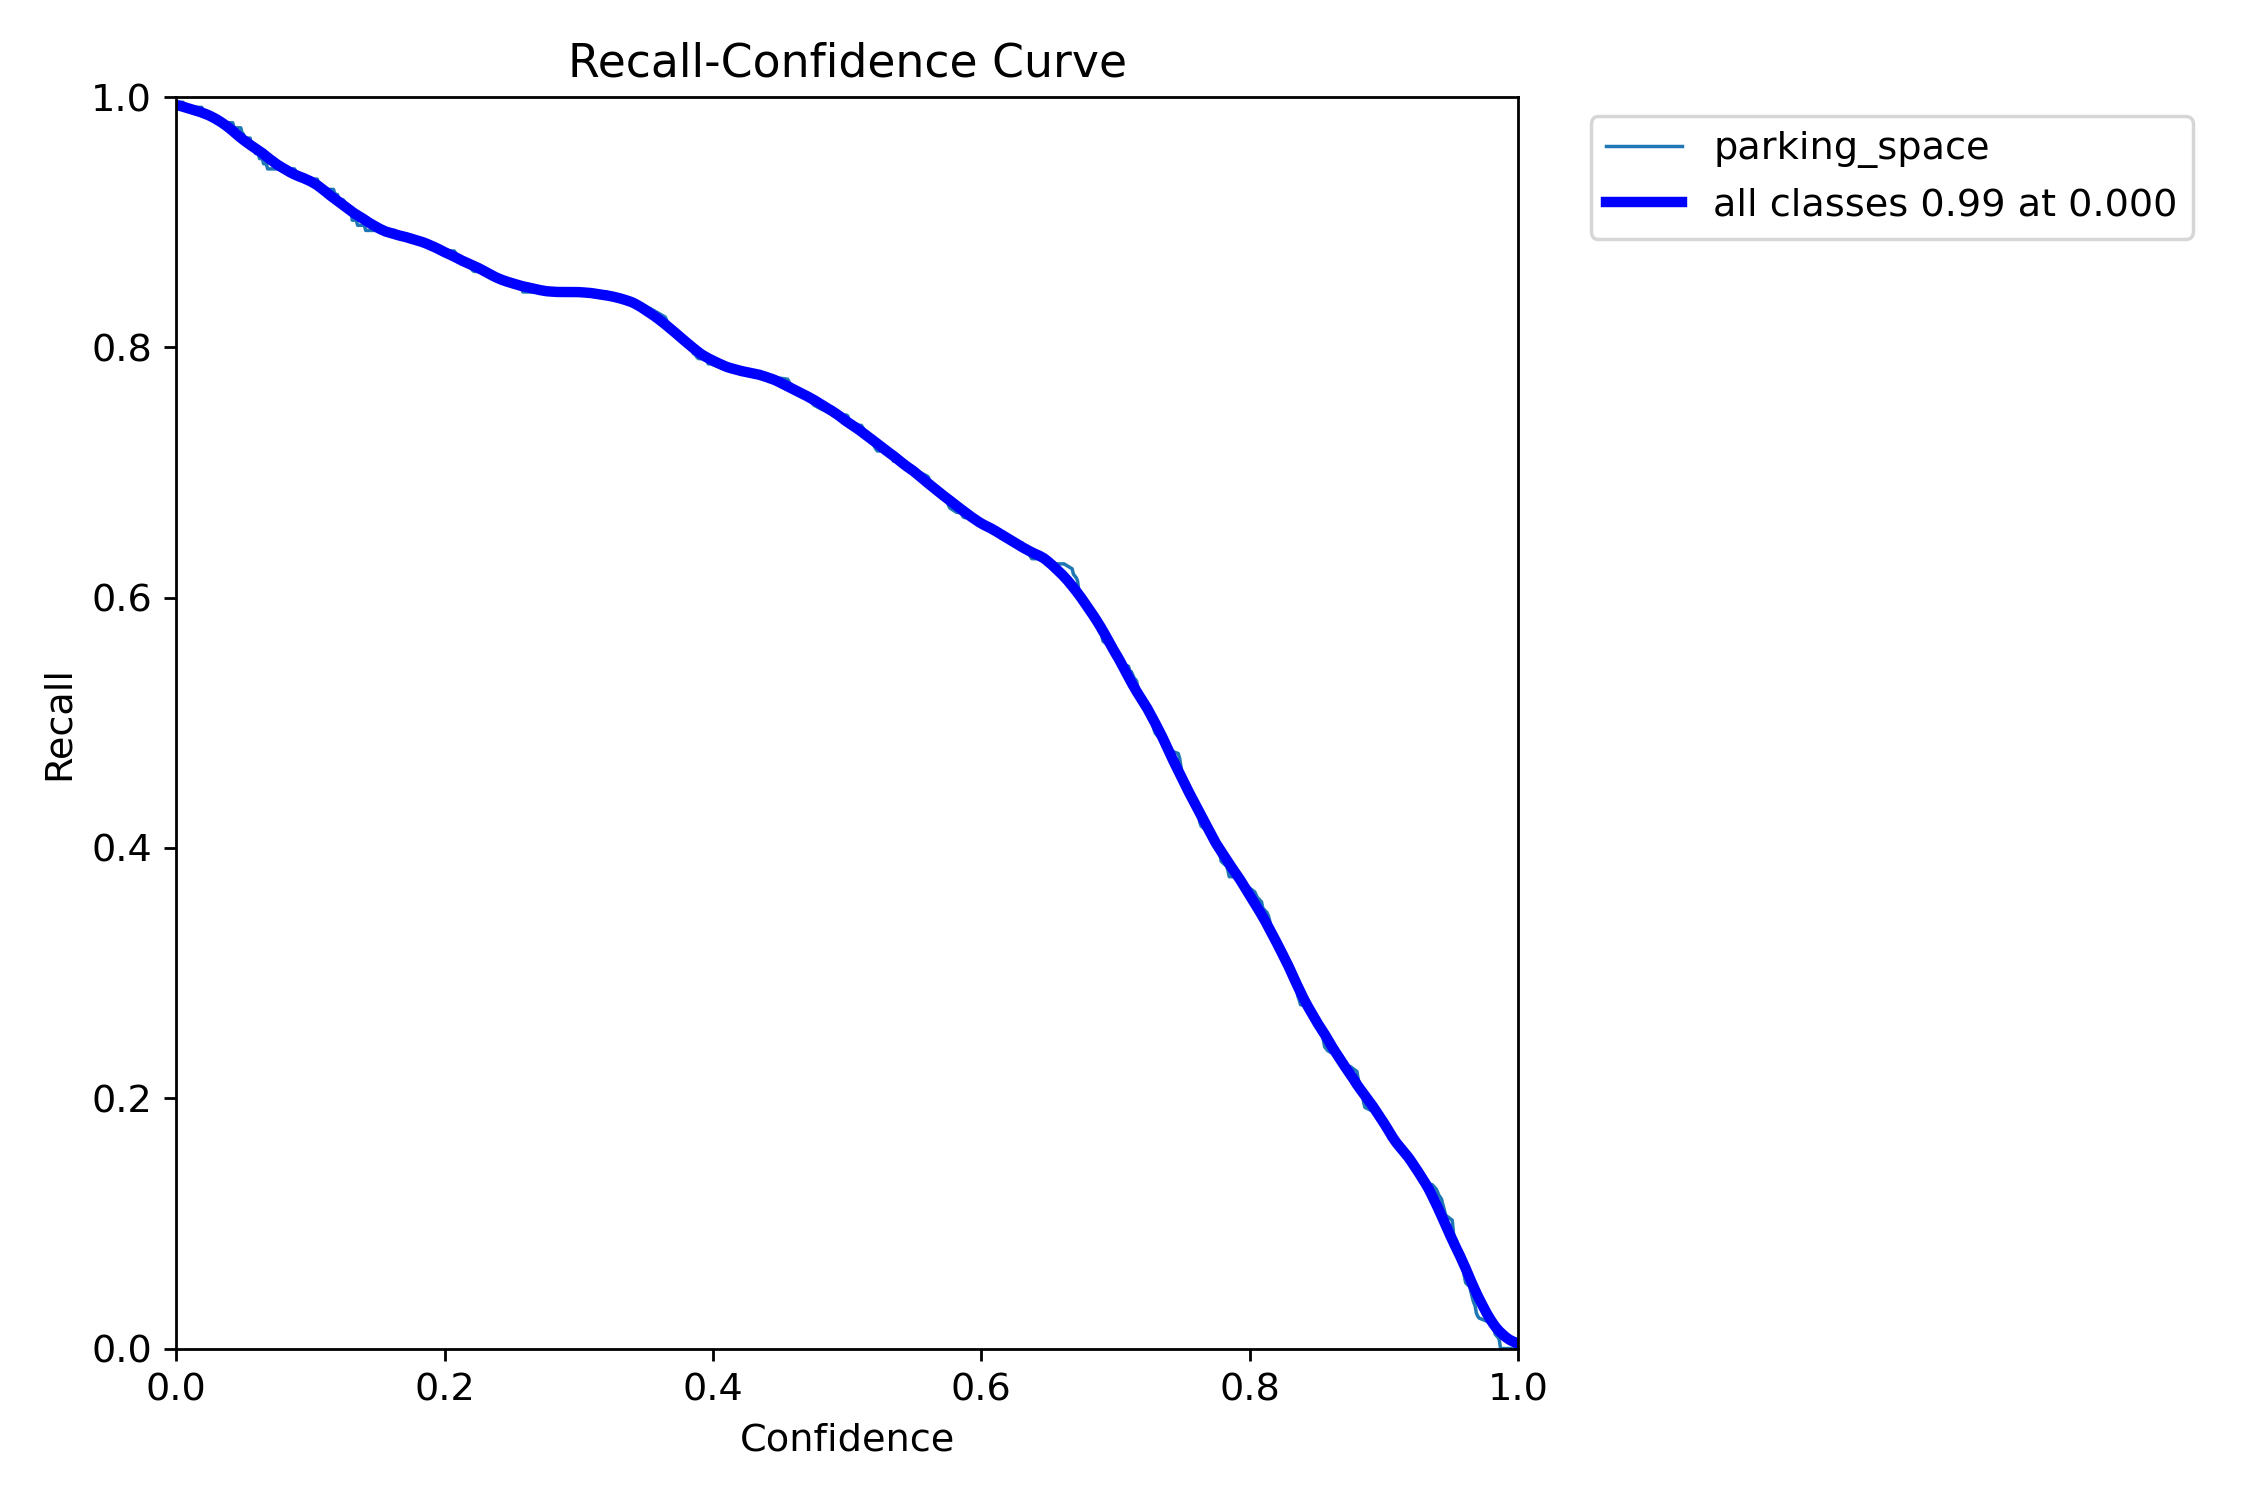 Recall-Confidence Curve
1.0
0.8
0.6
0.4
0.2
0.0
Recall
0.0 0.2 0.4 0.6 0.8 1.0
Confidence
parking_space
all classes 0.99 at 0.000